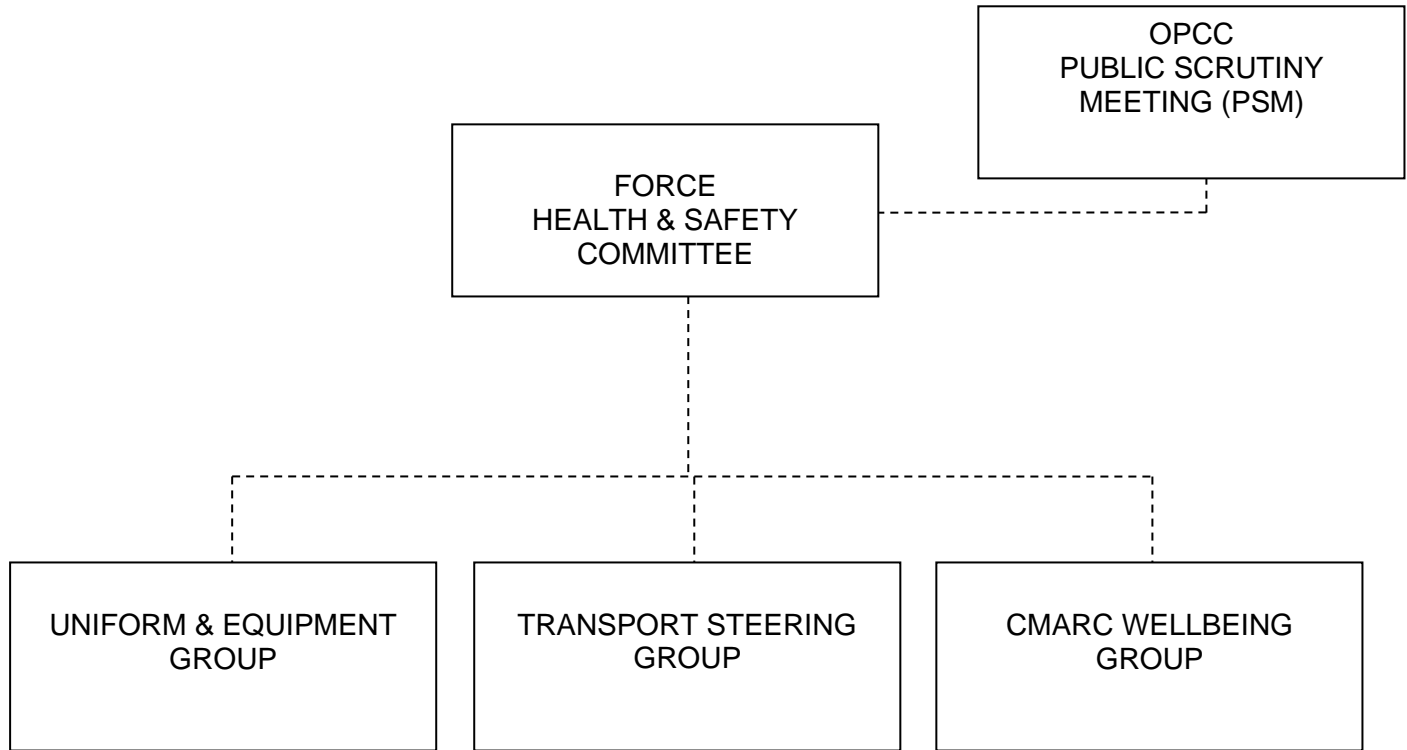 OPCC
PUBLIC SCRUTINY
MEETING (PSM)
FORCE
HEALTH & SAFETY
COMMITTEE
UNIFORM & EQUIPMENT
GROUP
TRANSPORT STEERING
GROUP
CMARC WELLBEING
GROUP